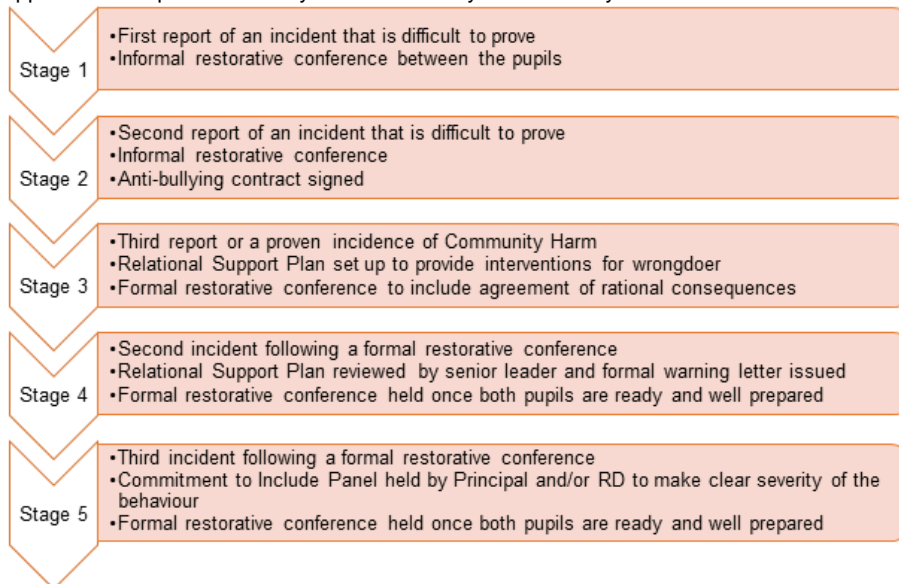 Stage 1
•First report of an incident that is difficult to prove
•Informal restorative conference between the pupils
Stage 2
•Second report of an incident that is difficult to prove
•Informal restorative conference
•Anti-bullying contract signed
Stage 3
•Third report or a proven incidence of Community Harm
•Relational Support Plan set up to provide interventions for wrongdoer
•Formal restorative conference to include agreement of rational consequences
Stage 4
•Second incident following a formal restorative conference
•Relational Support Plan reviewed by senior leader and formal warning letter issued
•Formal restorative conference held once both pupils are ready and well prepared
Stage 5
•Third incident following a formal restorative conference
•Commitment to Include Panel held by Principal and/or RD to make clear severity of the
behaviour
•Formal restorative conference held once both pupils are ready and well prepared